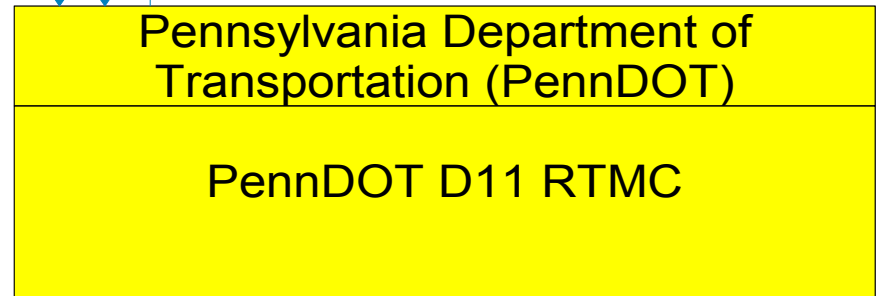 Pennsylvania Department of
Transportation (PennDOT)
PennDOT D11 RTMC